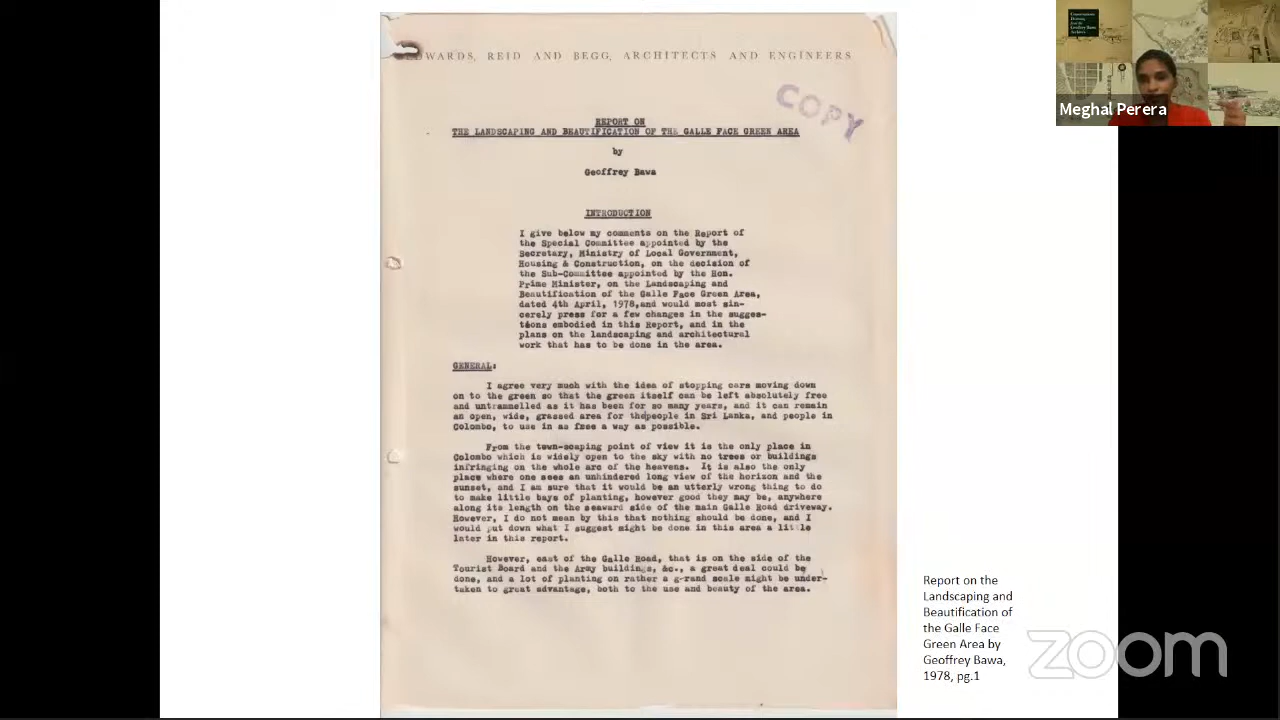 EDWARDS, REID AND BEGG, ARCHITECTS AND ENGINEERS
COPY
REPORT ON
THE LANDSCAPING AND BEAUTIFICATION OF THE GALLE FACE GREEN AREA
by
Geoffrey Bawa
INTRODUCTION
I give below my comments on the Report of
the Special Committee appointed by the
Secretary, Ministry of Local Government,
Housing & Construction, on the decision of
the Sub-Committee appointed by the Hon.
Prime Minister, on the Landscaping and
Beautification of the Galle Face Green Area,
dated 4th April, 1978,and would most sin-
cerely press for a few changes in the sugges-
tions embodied in this Report, and in the
plans on the landscaping and architectural
work that has to be done in the area.
GENERAL:
I agree very much with the idea of stopping cars moving down
on to the green so that the green itself can be left absolutely free
and untrammelled as it has been for so many years, and it can remain
an open, wide, grassed area for the people in Sri Lanka, and people in
Colombo, to use in as free a way as possible.
From the town-scaping point of view it is the only place in
Colombo which is widely open to the sky with no trees or buildings
infringing on the whole arc of the heavens. It is also the only
place where one sees an unhindered long view of the horizon and the
sunset, and I am sure that it would be an utterly wrong thing to do
to make little bays of planting, however good they may be, anywhere
along its length on the seaward side of the main Galle Road driveway.
However, I do not mean by this that nothing should be done, and I
would put down what I suggest might be done in this area a little
later in this report.
However, east of the Galle Road, that is on the side of the
Tourist Board and the Army buildings, &c., a great deal could be
done, and a lot of planting on rather a grand scale might be under-
taken to great advantage, both to the use and beauty of the area.
Meghal Perera
Report on the
Landscaping and
Beautification of
the Galle Face
Green Area by
Geoffrey Bawa,
1978, pg.1
zoom